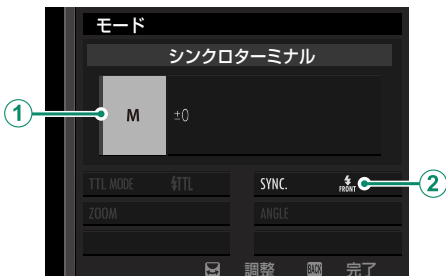 モード
シンクロターミナル
1 M ±0
TTL MODE TTL SYNC. FRONT 2
ZOOM ANGLE
調整 BACK 完了